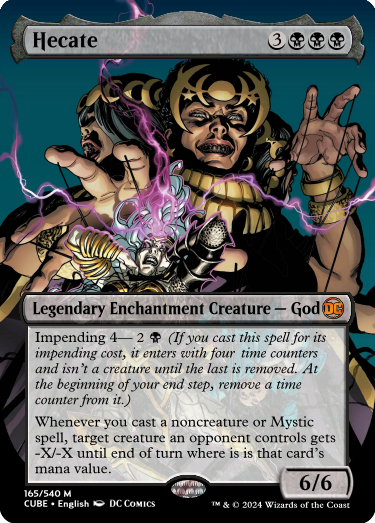 Hecate 3
Legendary Enchantment Creature — God DC
Impending 4— 2 (If you cast this spell for its
impending cost, it enters with four time counters
and isn't a creature until the last is removed. At
the beginning of your end step, remove a time
counter from it.)
Whenever you cast a noncreature or Mystic
spell, target creature an opponent controls gets
-X/-X until end of turn where is is that card's
mana value.
6/6
165/540 M
CUBE • English DC COMICS
™ & © 2024 Wizards of the Coast